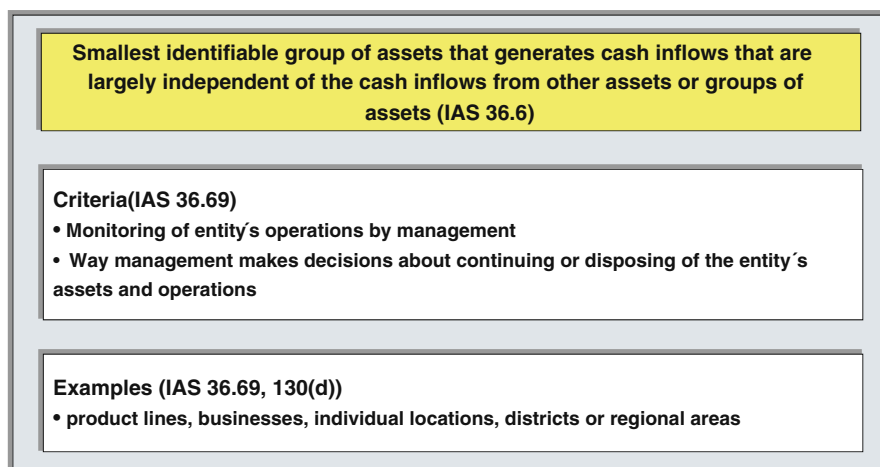 Smallest identifiable group of assets that generates cash inflows that are
largely independent of the cash inflows from other assets or groups of
assets (IAS 36.6)
Criteria(IAS 36.69)
• Monitoring of entity´s operations by management
• Way management makes decisions about continuing or disposing of the entity´s
assets and operations
Examples (IAS 36.69, 130(d))
• product lines, businesses, individual locations, districts or regional areas